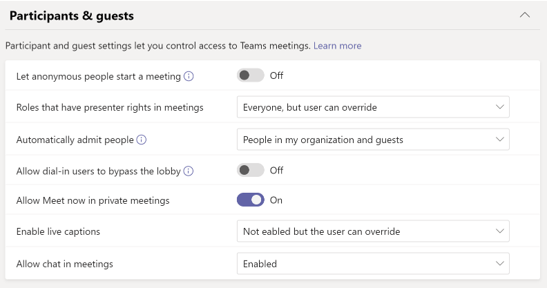 Participants & guests
Participant and guest settings let you control access to Teams meetings. Learn more
Let anonymous people start a meeting Off
Roles that have presenter rights in meetings Everyone, but user can override
Automatically admit people People in my organization and guests
Allow dial-in users to bypass the lobby Off
Allow Meet now in private meetings On
Enable live captions Not eabled but the user can override
Allow chat in meetings Enabled